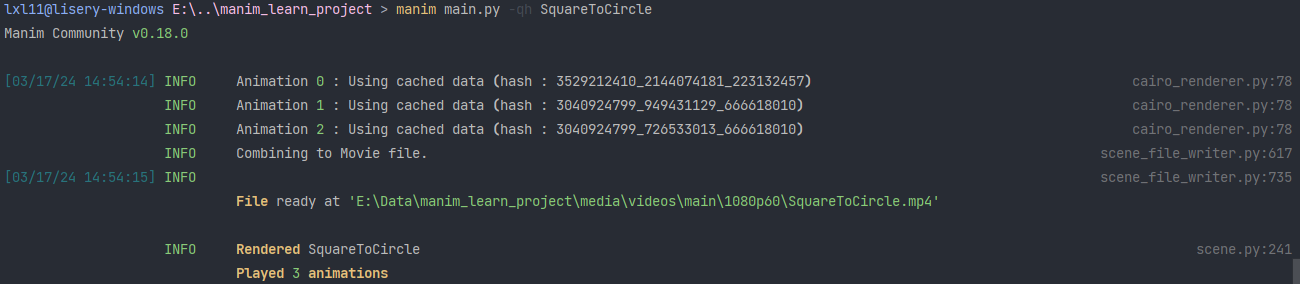 lxl11@lisery-windows E:\..\manim_learn_project > manim main.py -qh SquareToCircle
Manim Community v0.18.0
[03/17/24 14:54:14] INFO Animation 0 : Using cached data (hash : 3529212410_2144074181_223132457) cairo_renderer.py:78
INFO Animation 1 : Using cached data (hash : 3040924799_949431129_666618010) cairo_renderer.py:78
INFO Animation 2 : Using cached data (hash : 3040924799_726533013_666618010) cairo_renderer.py:78
INFO Combining to Movie file. scene_file_writer.py:617
[03/17/24 14:54:15] INFO scene_file_writer.py:735
File ready at 'E:\Data\manim_learn_project\media\videos\main\1080p60\SquareToCircle.mp4'
INFO Rendered SquareToCircle scene.py:241
Played 3 animations